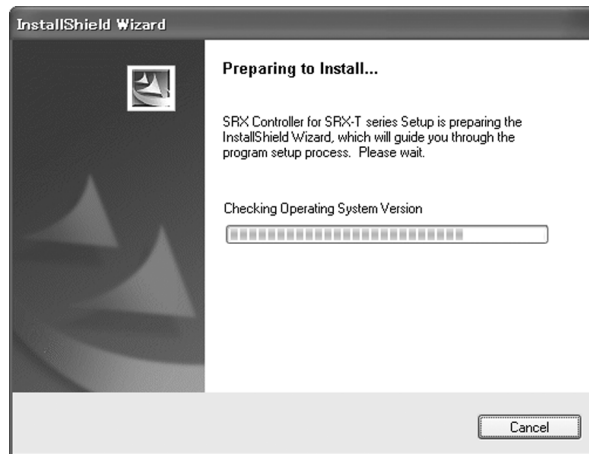 InstallShield Wizard
Preparing to Install...
SRX Controller for SRX-T series Setup is preparing the
InstallShield Wizard, which will guide you through the
program setup process.  Please wait.
Checking Operating System Version
Cancel